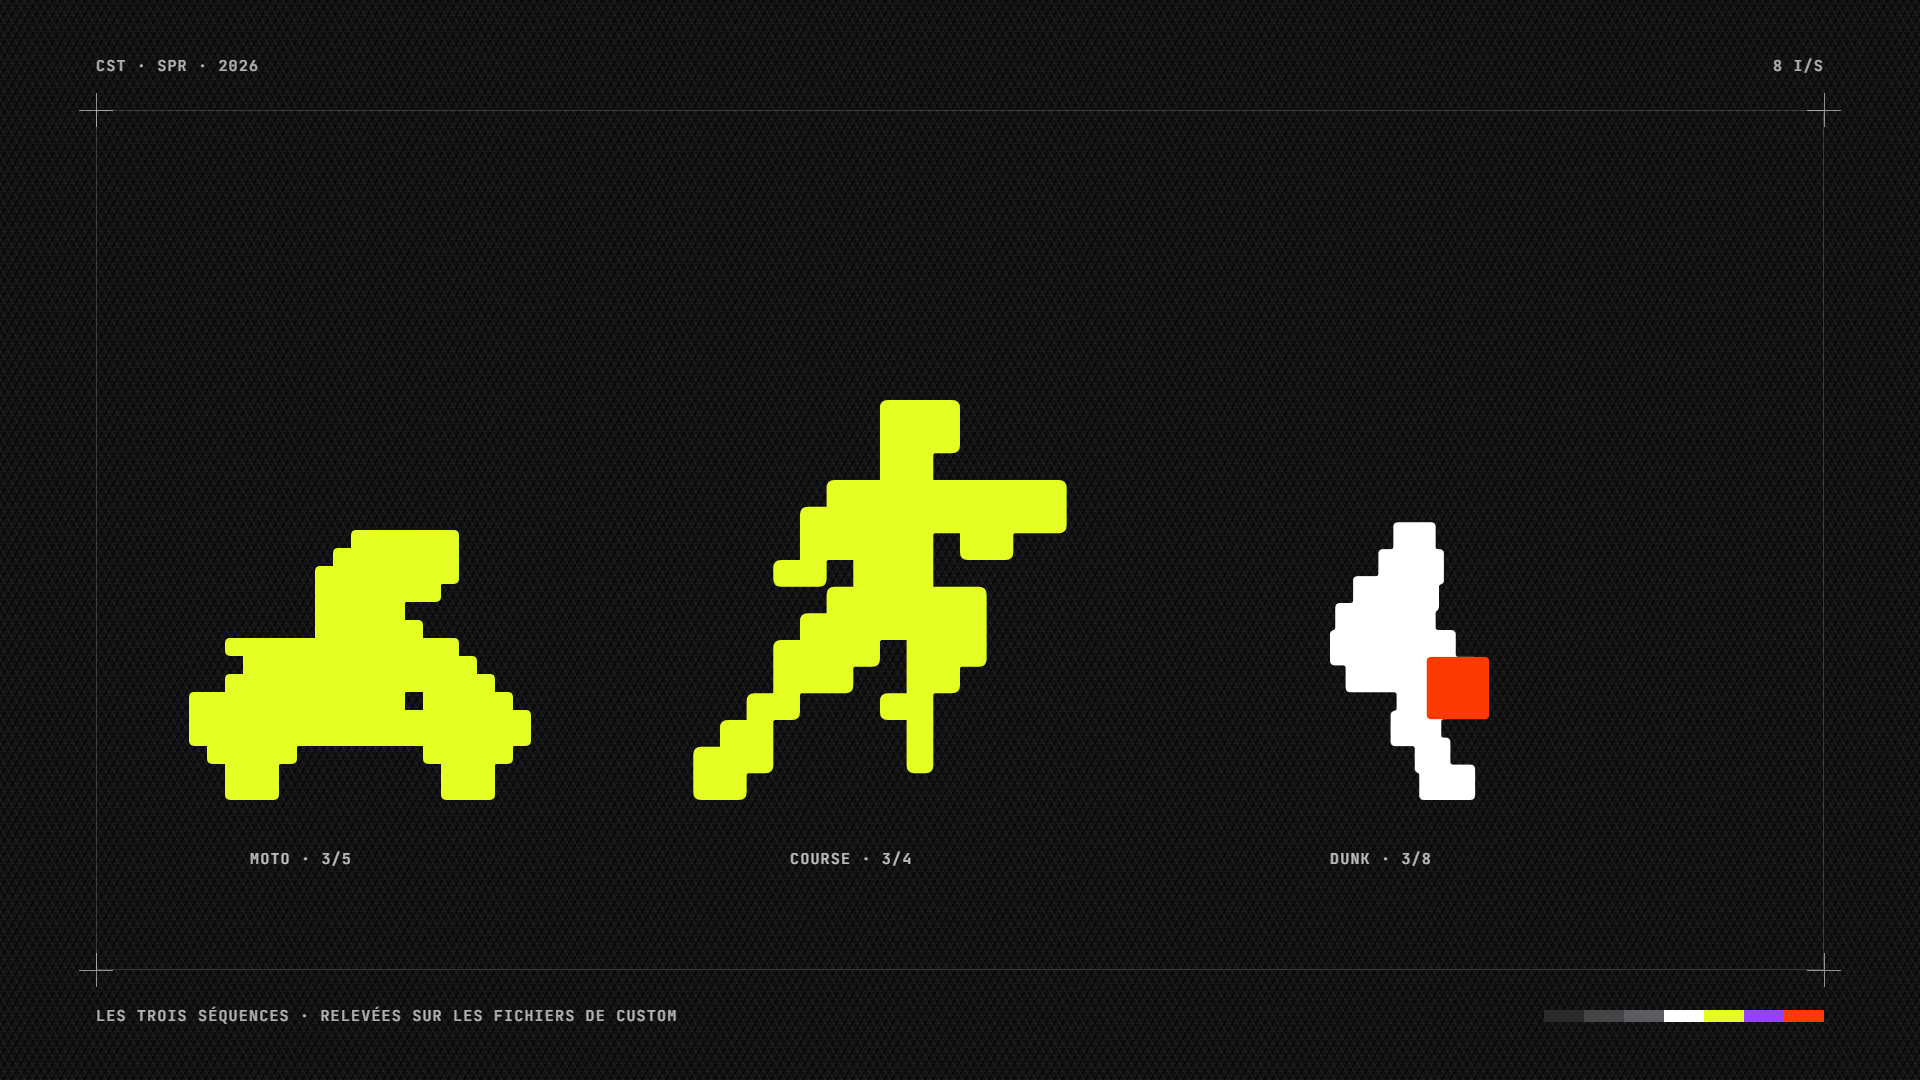 CST · SPR · 2026
8 I/S
MOTO · 3/5
COURSE · 3/4
DUNK · 3/8
LES TROIS SÉQUENCES · RELEVÉES SUR LES FICHIERS DE CUSTOM